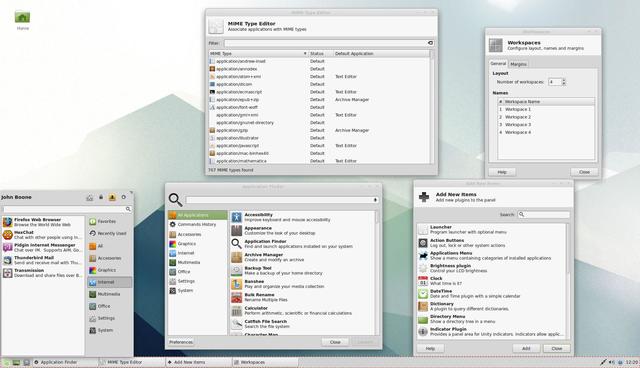 Home
MIME Type Editor
MIME Type Editor
Associate applications with MIME types
Filter:
MIME Type Status Default Application
application/andrew-inset Default
application/annodex Default
application/atom+xml Default Text Editor
application/dicom Default
application/ecmascript Default Text Editor
application/epub+zip Default Archive Manager
application/font-woff Default
application/gml+xml Default Text Editor
application/gnunet-directory Default
application/gzip Default Archive Manager
application/illustrator Default
application/javascript Default Text Editor
application/mac-binhex40 Default
application/mathematica Default Text Editor
767 MIME types found
Workspaces
Workspaces
Configure layout, names and margins
General Margins
Layout
Number of workspaces: 4
Names
# Workspace Name
1 Workspace 1
2 Workspace 2
3 Workspace 3
4 Workspace 4
Help Close
John Boone
Firefox Web Browser
Browse the World Wide Web
HexChat
Chat with other people using In...
Pidgin Internet Messenger
Chat over IM. Supports AIM, Go...
Thunderbird Mail
Send and receive mail with Thu...
Transmission
Download and share files over B...
Favorites
Recently Used
All
Accessories
Graphics
Internet
Multimedia
Office
Settings
System
Application Finder
All Applications
Commands History
Accessories
Graphics
Internet
Multimedia
Office
Settings
System
Accessibility
Improve keyboard and mouse accessibility
Appearance
Customize the look of your desktop
Application Finder
Find and launch applications installed on your system
Archive Manager
Create and modify an archive
Backup Tool
Make a backup of your home directory
Banshee
Play and organize your media collection
Bulk Rename
Rename Multiple Files
Calculator
Perform arithmetic, scientific or financial calculations
Catfish File Search
Search the file system
Character Map
Preferences Close Launch
Add New Items
Add New Items
Add new plugins to the panel
Search:
Launcher
Program launcher with optional menu
Action Buttons
Log out, lock or other system actions
Applications Menu
Show a menu containing categories of installed applications
Brightness plugin
Control your LCD brightness
Clock
What time is it?
DateTime
Date and Time plugin with a simple calendar
Dictionary
A plugin to query different dictionaries.
Directory Menu
Show a directory tree in a menu
Indicator Plugin
Provides a panel area for Unity indicators. Indicators allow applic...
Help Add Close
Application Finder MIME Type Editor Add New Items Workspaces 12:20